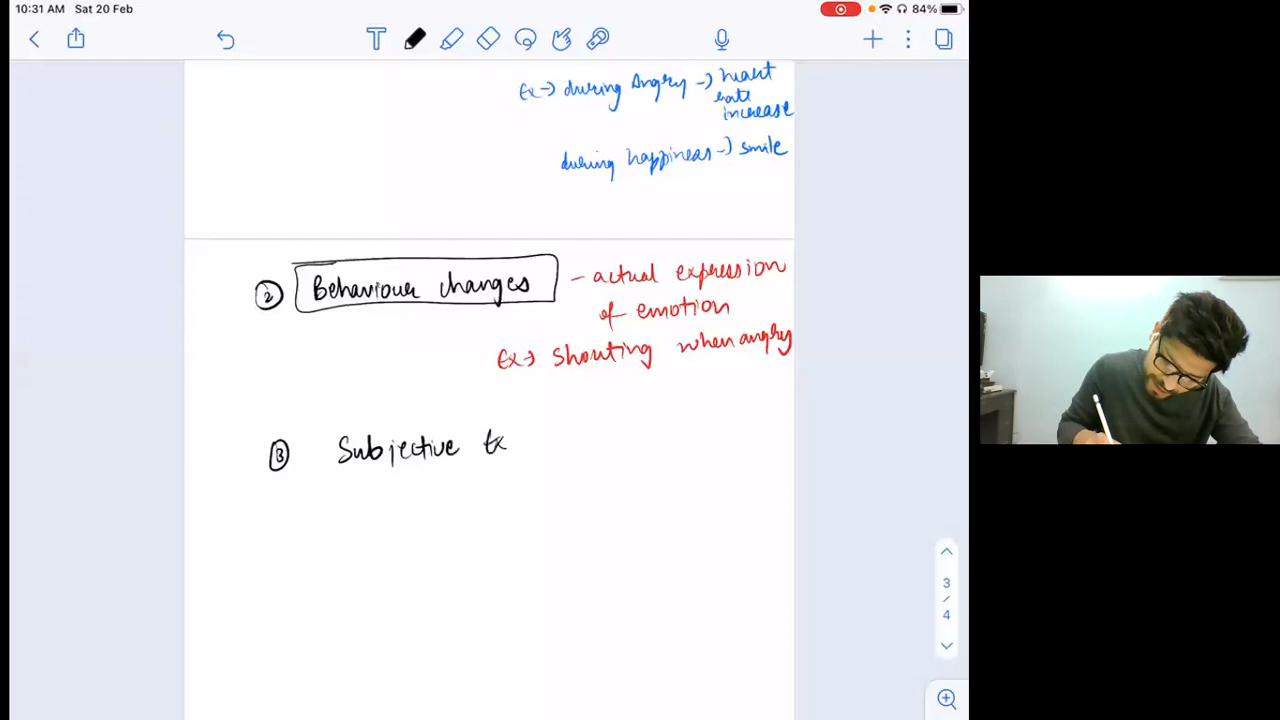 10:31 AM Sat 20 Feb
84%
Ex → during Angry → heart
rate
increase
during happiness → smile
② Behaviour changes
- actual expression
of emotion
Ex → Shouting when angry
③ Subjective Ex
3
/
4